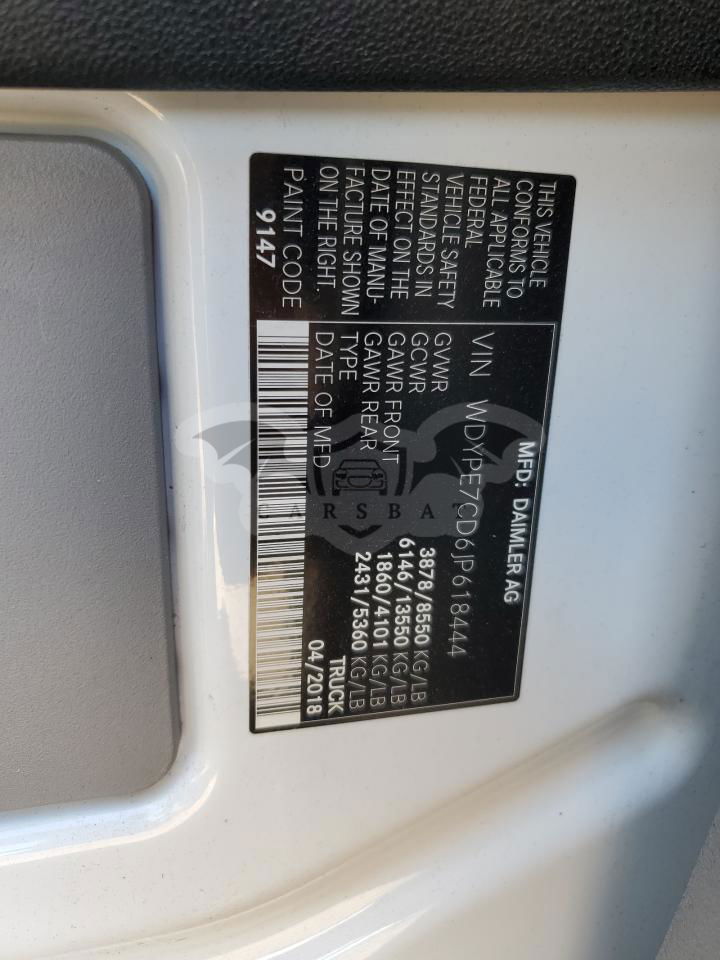 MFD: DAIMLER AG
THIS VEHICLE
CONFORMS TO
ALL APPLICABLE
FEDERAL
VEHICLE SAFETY
STANDARDS IN
EFFECT ON THE
DATE OF MANU-
FACTURE SHOWN
ON THE RIGHT.
PAINT CODE
9147
VIN WDYPE7CD6JP618444
GVWR 3878/8550 KG/LB
GCWR 6146/13550 KG/LB
GAWR FRONT 1860/4101 KG/LB
GAWR REAR 2431/5360 KG/LB
TYPE TRUCK
DATE OF MFD 04/2018
CARSBAT